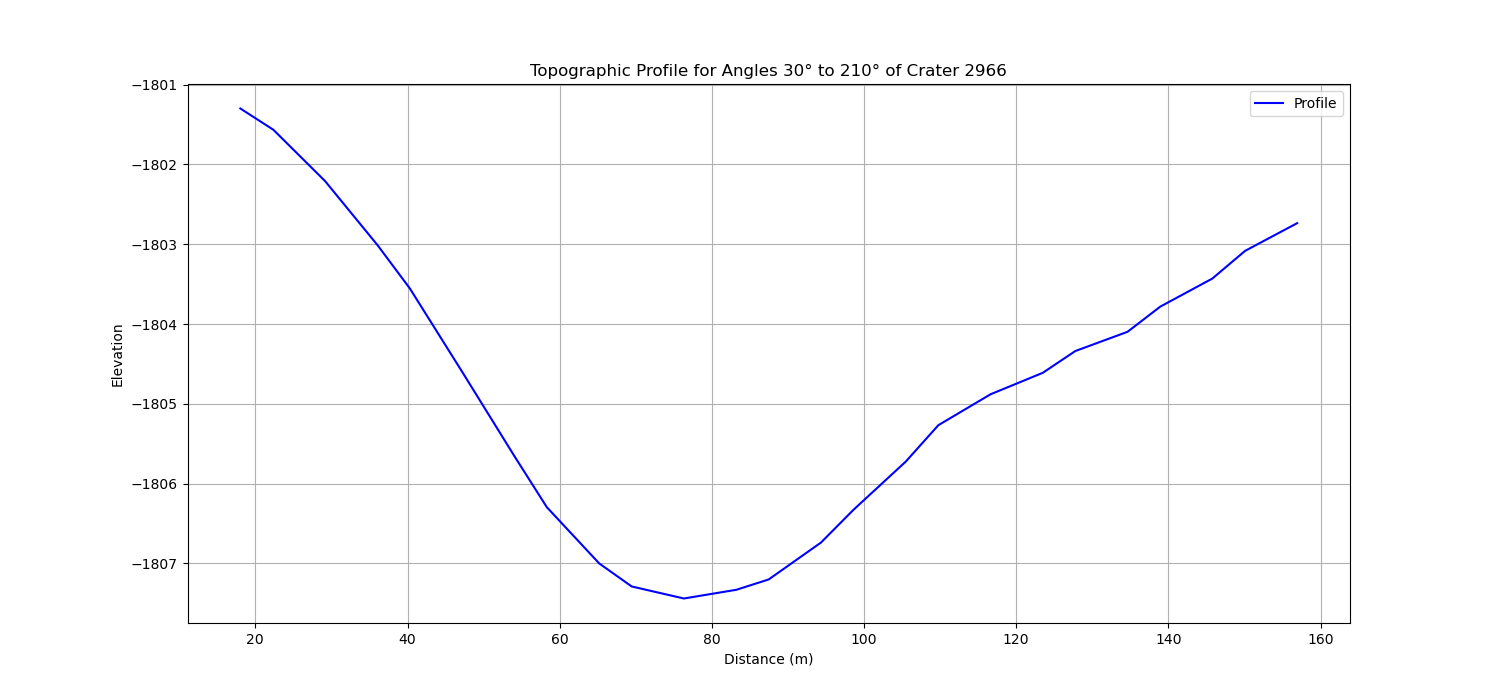 Topographic Profile for Angles 30° to 210° of Crater 2966
Profile
−1801
−1802
−1803
−1804
−1805
−1806
−1807
Elevation
20 40 60 80 100 120 140 160
Distance (m)